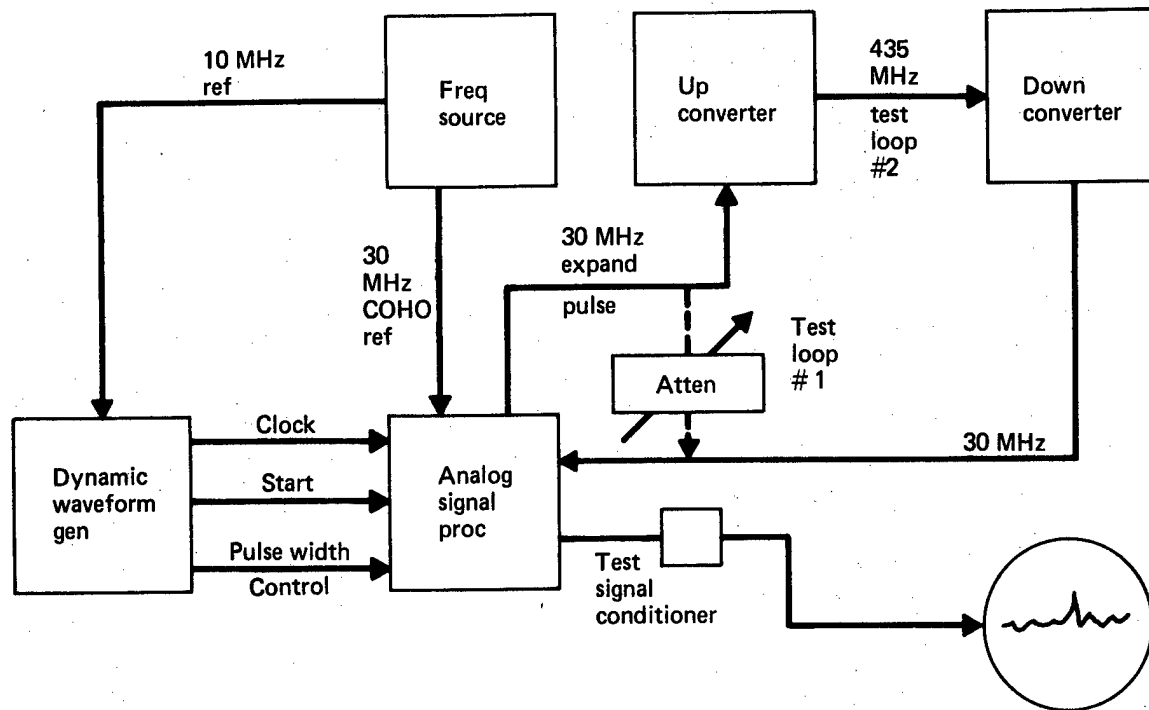 10 MHz
ref
Freq
source
Up
converter
435
MHz
test
loop
#2
Down
converter
30
MHz
COHO
ref
30 MHz
expand
pulse
Test
loop
# 1
Atten
Dynamic
waveform
gen
Clock
Start
Pulse width
Control
Analog
signal
proc
30 MHz
Test
signal
conditioner